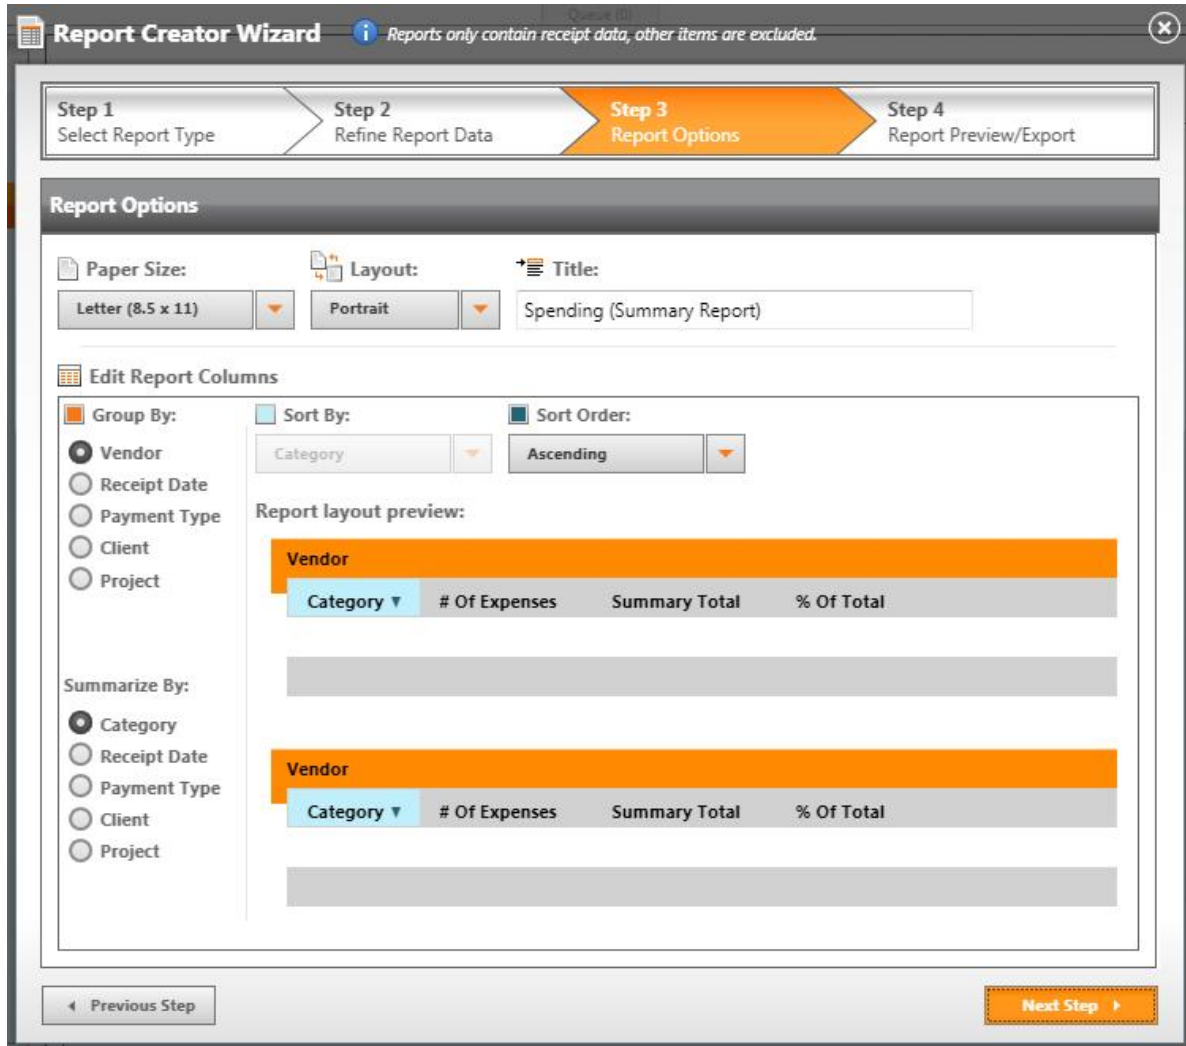 Queue (0)
Report Creator Wizard
Reports only contain receipt data, other items are excluded.
Step 1
Select Report Type
Step 2
Refine Report Data
Step 3
Report Options
Step 4
Report Preview/Export
Report Options
Paper Size:
Layout:
Title:
Letter (8.5 x 11)
Portrait
Spending (Summary Report)
Edit Report Columns
Group By:
Sort By:
Sort Order:
Vendor
Receipt Date
Payment Type
Client
Project
Category
Ascending
Report layout preview:
Vendor
Category # Of Expenses Summary Total % Of Total
Summarize By:
Category
Receipt Date
Payment Type
Client
Project
Vendor
Category # Of Expenses Summary Total % Of Total
Previous Step
Next Step